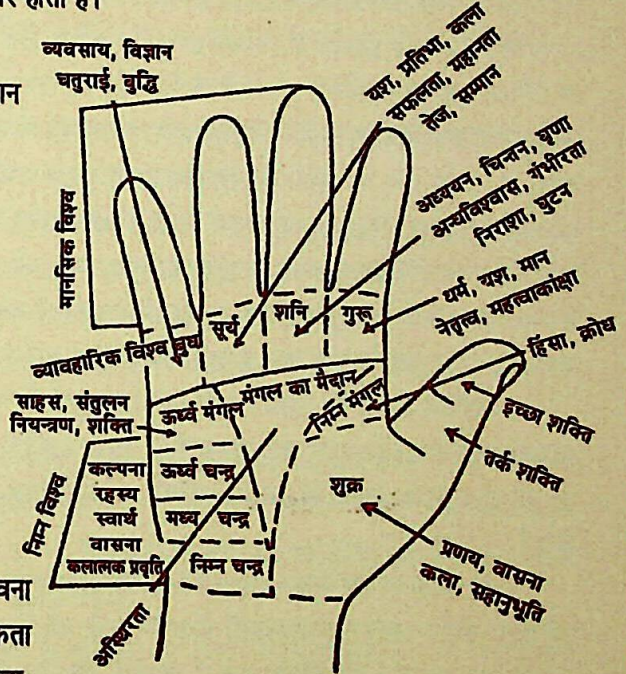 र होता है।
व्यवसाय, विज्ञान
चतुराई, बुद्धि
यश, प्रतिभा, कला
सफलता, महानता
तेज, सम्मान
अध्ययन, चिन्तन, घृणा
अन्धविश्वास, गंभीरता
निराशा, घुटन
धर्म, यश, मान
नेतृत्व, महत्वाकांक्षा
हिंसा, क्रोध
इच्छा शक्ति
तर्क शक्ति
प्रणय, वासना
कला, सहानुभूति
मानसिक विश्व
व्यावहारिक विश्व
बुध
सूर्य
शनि
गुरू
मंगल का मैदान
निम्न मंगल
ऊर्ध्व मंगल
साहस, संतुलन
नियन्त्रण, शक्ति
निम्न विश्व
कल्पना
रहस्य
स्वार्थ
वासना
कलात्मक प्रवृति
ऊर्ध्व चन्द्र
मध्य चन्द्र
निम्न चन्द्र
शुक्र
अस्थिरता
ान
वना
कता